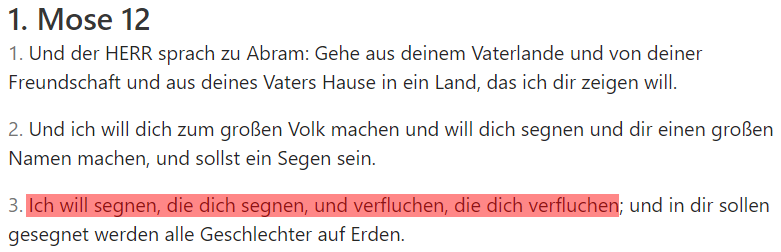 1. Mose 12
1. Und der HERR sprach zu Abram: Gehe aus deinem Vaterlande und von deiner
Freundschaft und aus deines Vaters Hause in ein Land, das ich dir zeigen will.
2. Und ich will dich zum großen Volk machen und will dich segnen und dir einen großen
Namen machen, und sollst ein Segen sein.
3. Ich will segnen, die dich segnen, und verfluchen, die dich verfluchen; und in dir sollen
gesegnet werden alle Geschlechter auf Erden.